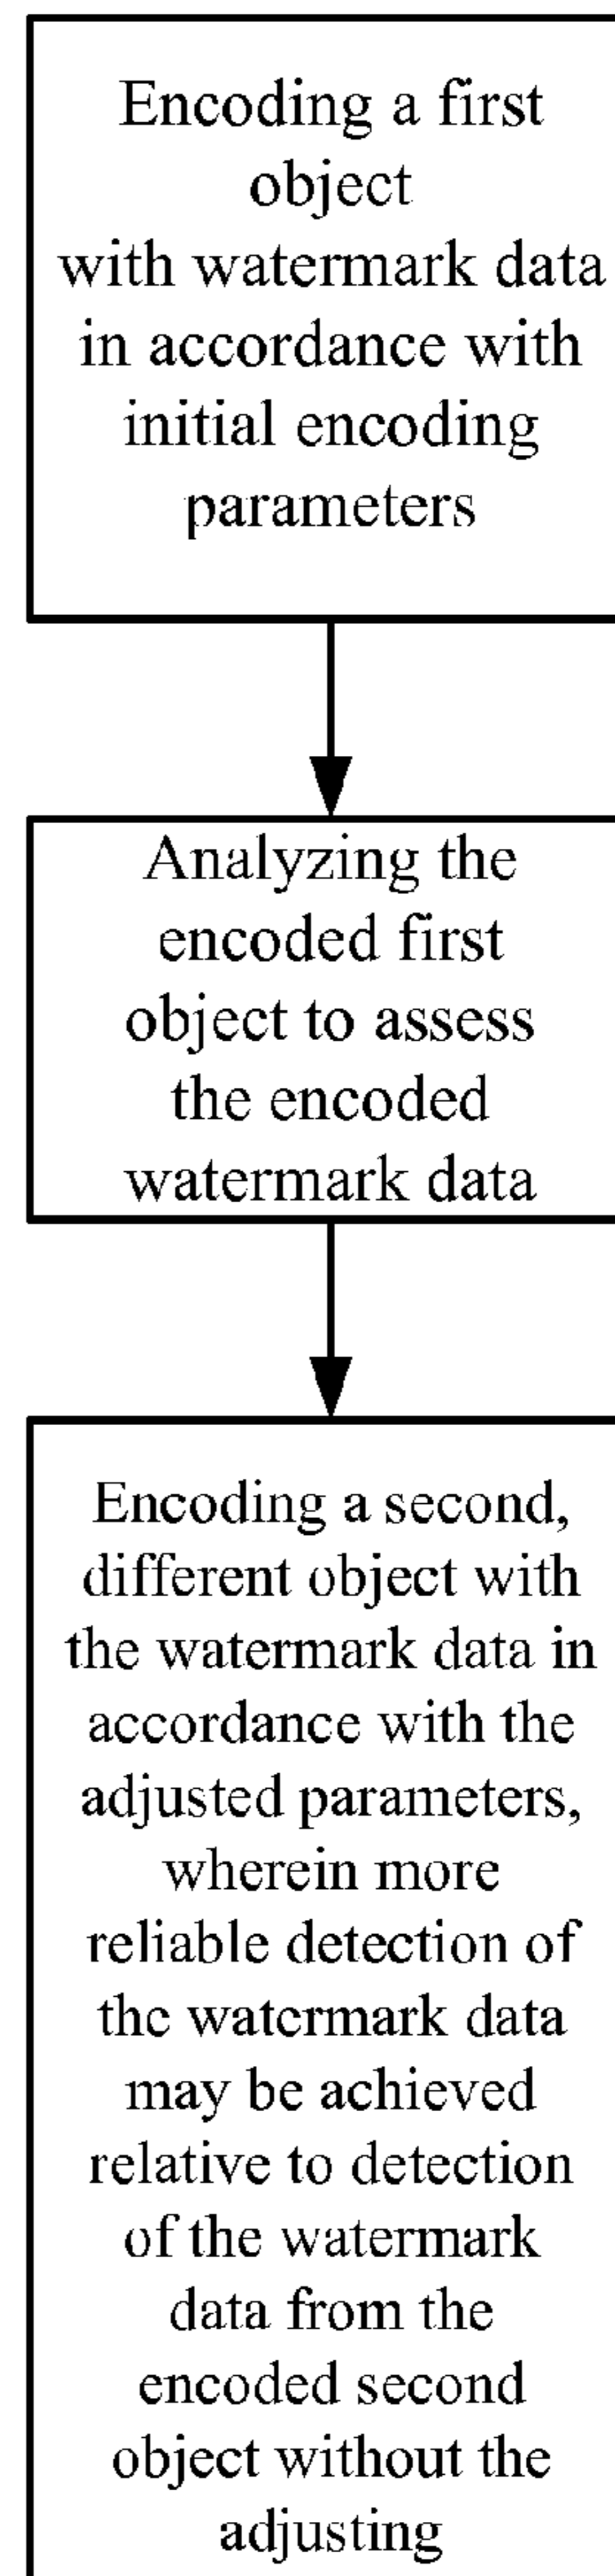 Encoding a first
object
with watermark data
in accordance with
initial encoding
parameters
Analyzing the
encoded first
object to assess
the encoded
watermark data
Encoding a second,
different object with
the watermark data in
accordance with the
adjusted parameters,
wherein more
reliable detection of
the watermark data
may be achieved
relative to detection
of the watermark
data from the
encoded second
object without the
adjusting